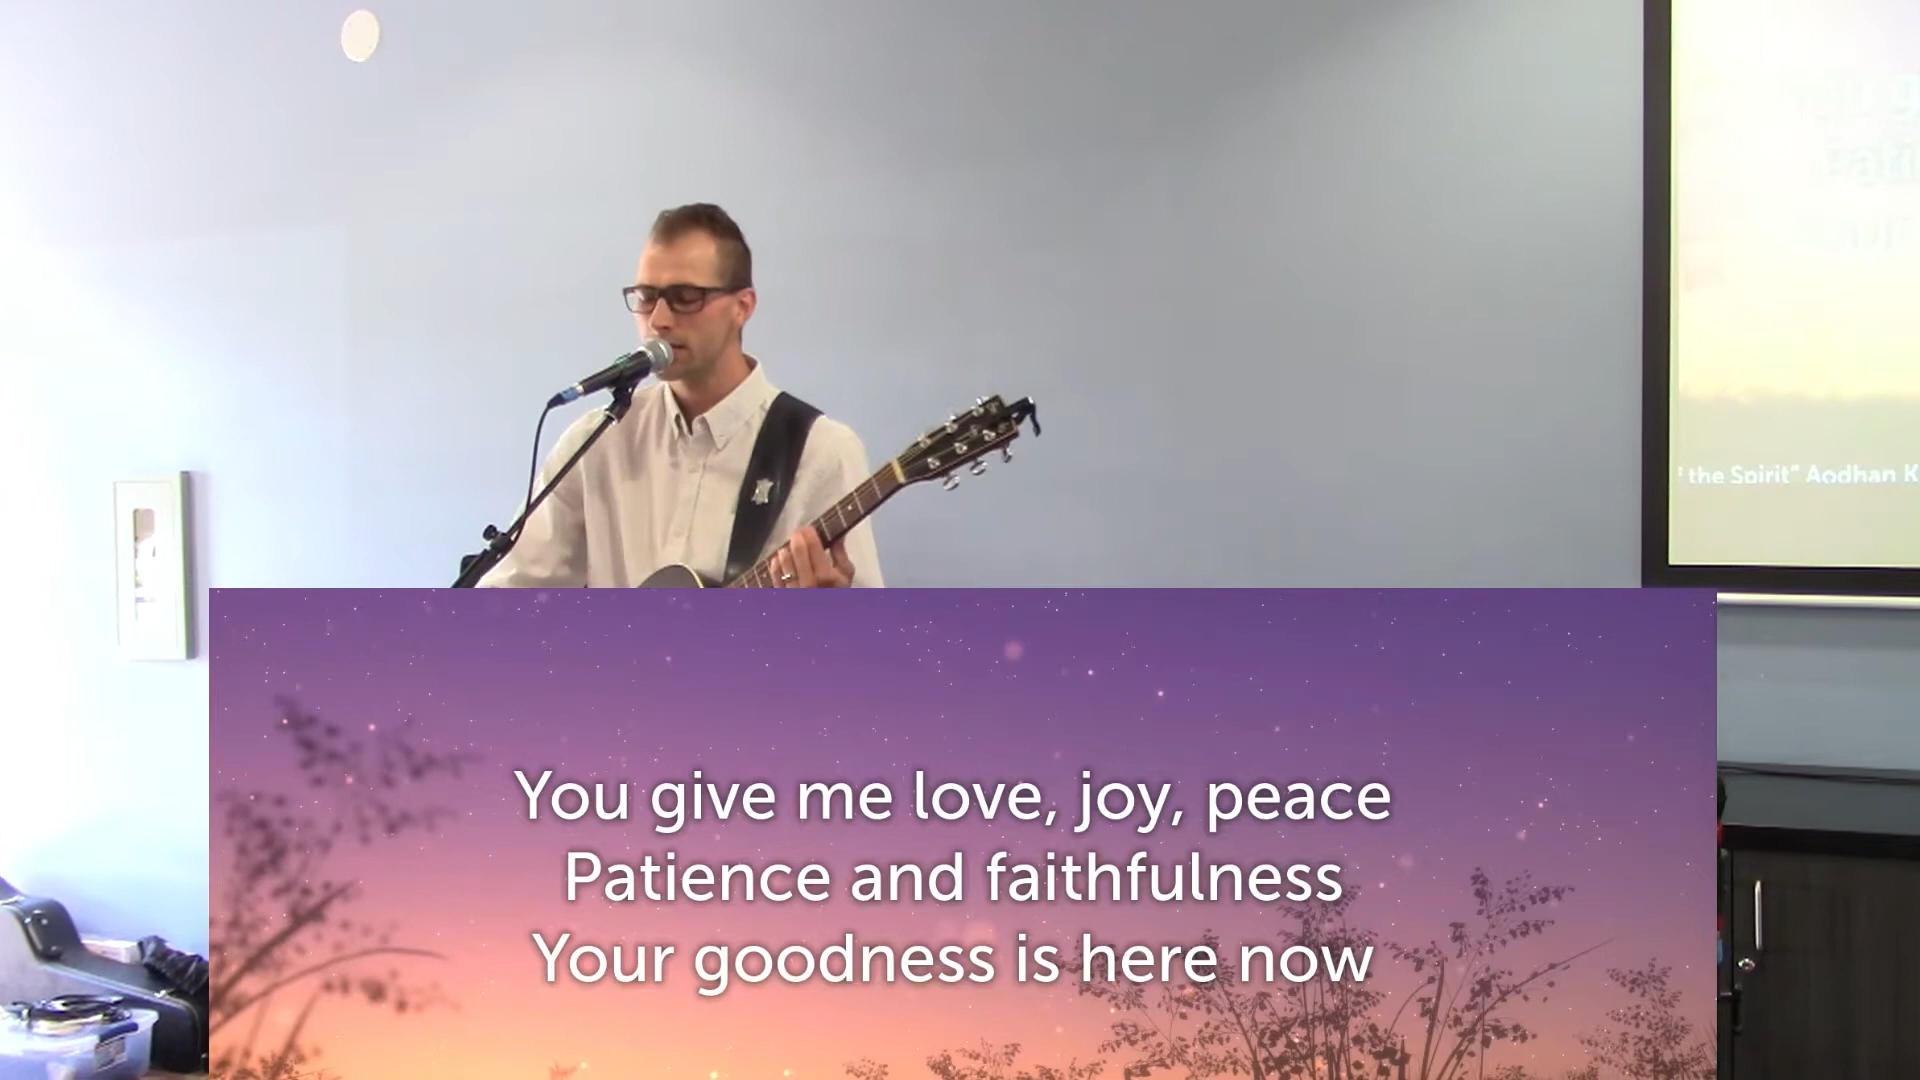 the Spirit" Aodhan K
You give me love, joy, peace
Patience and faithfulness
Your goodness is here now